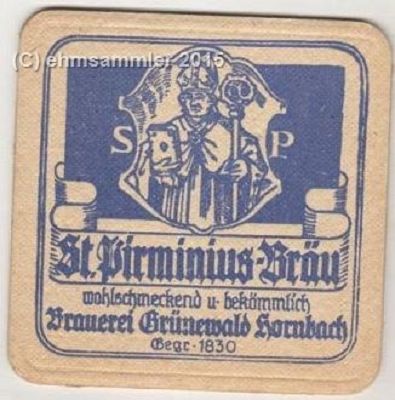 (C) ehmsammler 2015
S P
St. Pirminius-Bräu
wohlschmeckend u. bekömmlich
Brauerei Grünewald Hornbach
Gegr. 1830